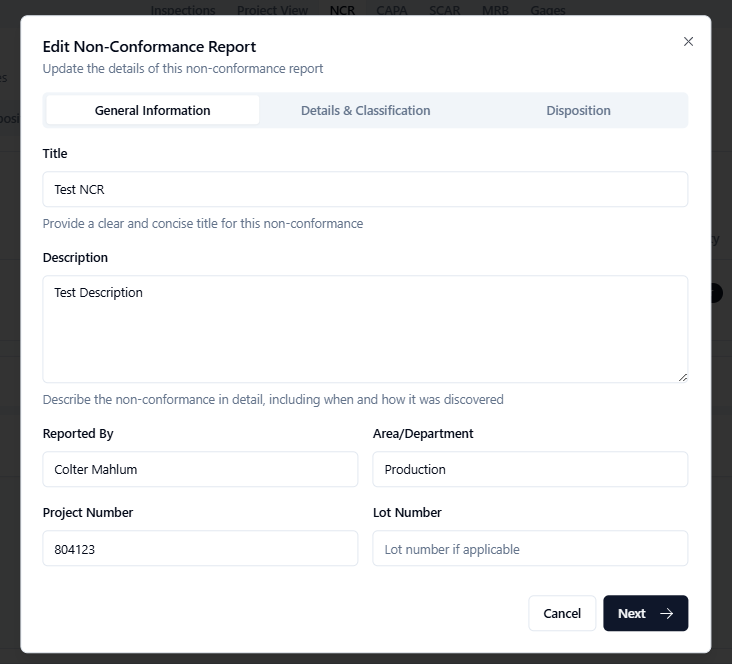 Inspections Project View NCR CAPA SCAR MRB Gages
Edit Non-Conformance Report
Update the details of this non-conformance report
General Information Details & Classification Disposition
Title
Test NCR
Provide a clear and concise title for this non-conformance
Description
Test Description
Describe the non-conformance in detail, including when and how it was discovered
Reported By Area/Department
Colter Mahlum Production
Project Number Lot Number
804123 Lot number if applicable
Cancel Next